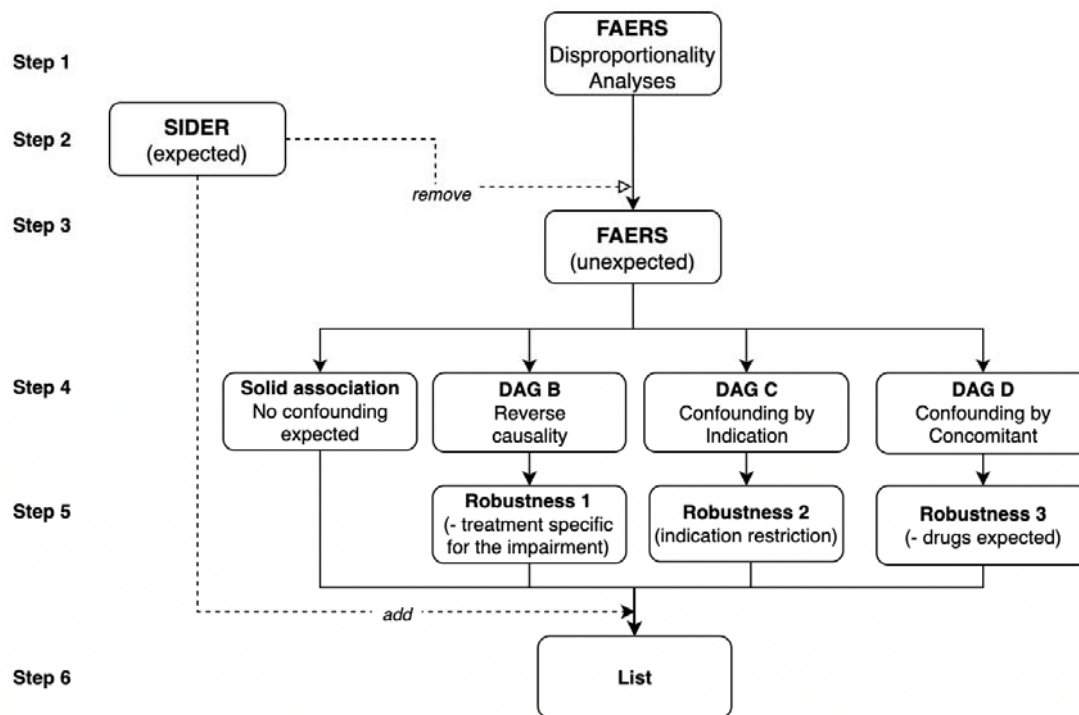 Step 1
FAERS
Disproportionality
Analyses
Step 2
SIDER
(expected)
remove
Step 3
FAERS
(unexpected)
Step 4
Solid association
No confounding
expected
DAG B
Reverse
causality
DAG C
Confounding by
Indication
DAG D
Confounding by
Concomitant
Step 5
Robustness 1
(- treatment specific
for the impairment)
Robustness 2
(indication restriction)
Robustness 3
(- drugs expected)
add
Step 6
List